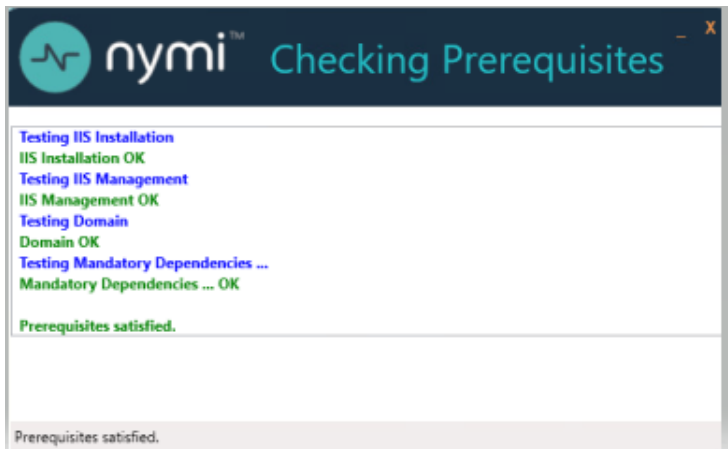 nymi™ Checking Prerequisites _ X
Testing IIS Installation
IIS Installation OK
Testing IIS Management
IIS Management OK
Testing Domain
Domain OK
Testing Mandatory Dependencies ...
Mandatory Dependencies ... OK
Prerequisites satisfied.
Prerequisites satisfied.